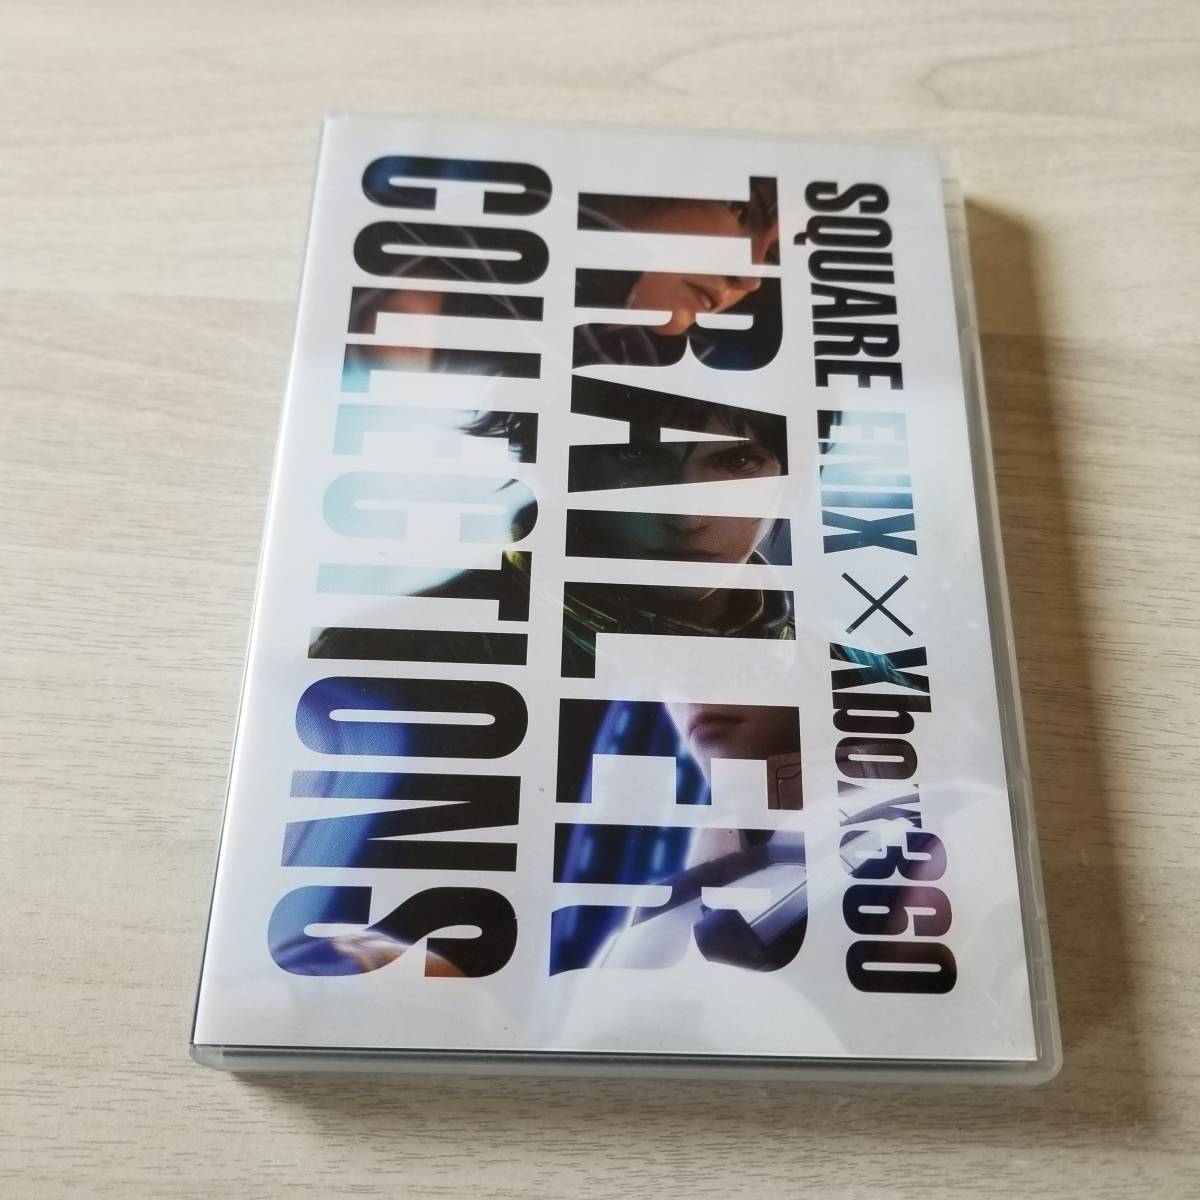 SQUARE ENIX × Xbox360
TRAILER
COLLECTIONS